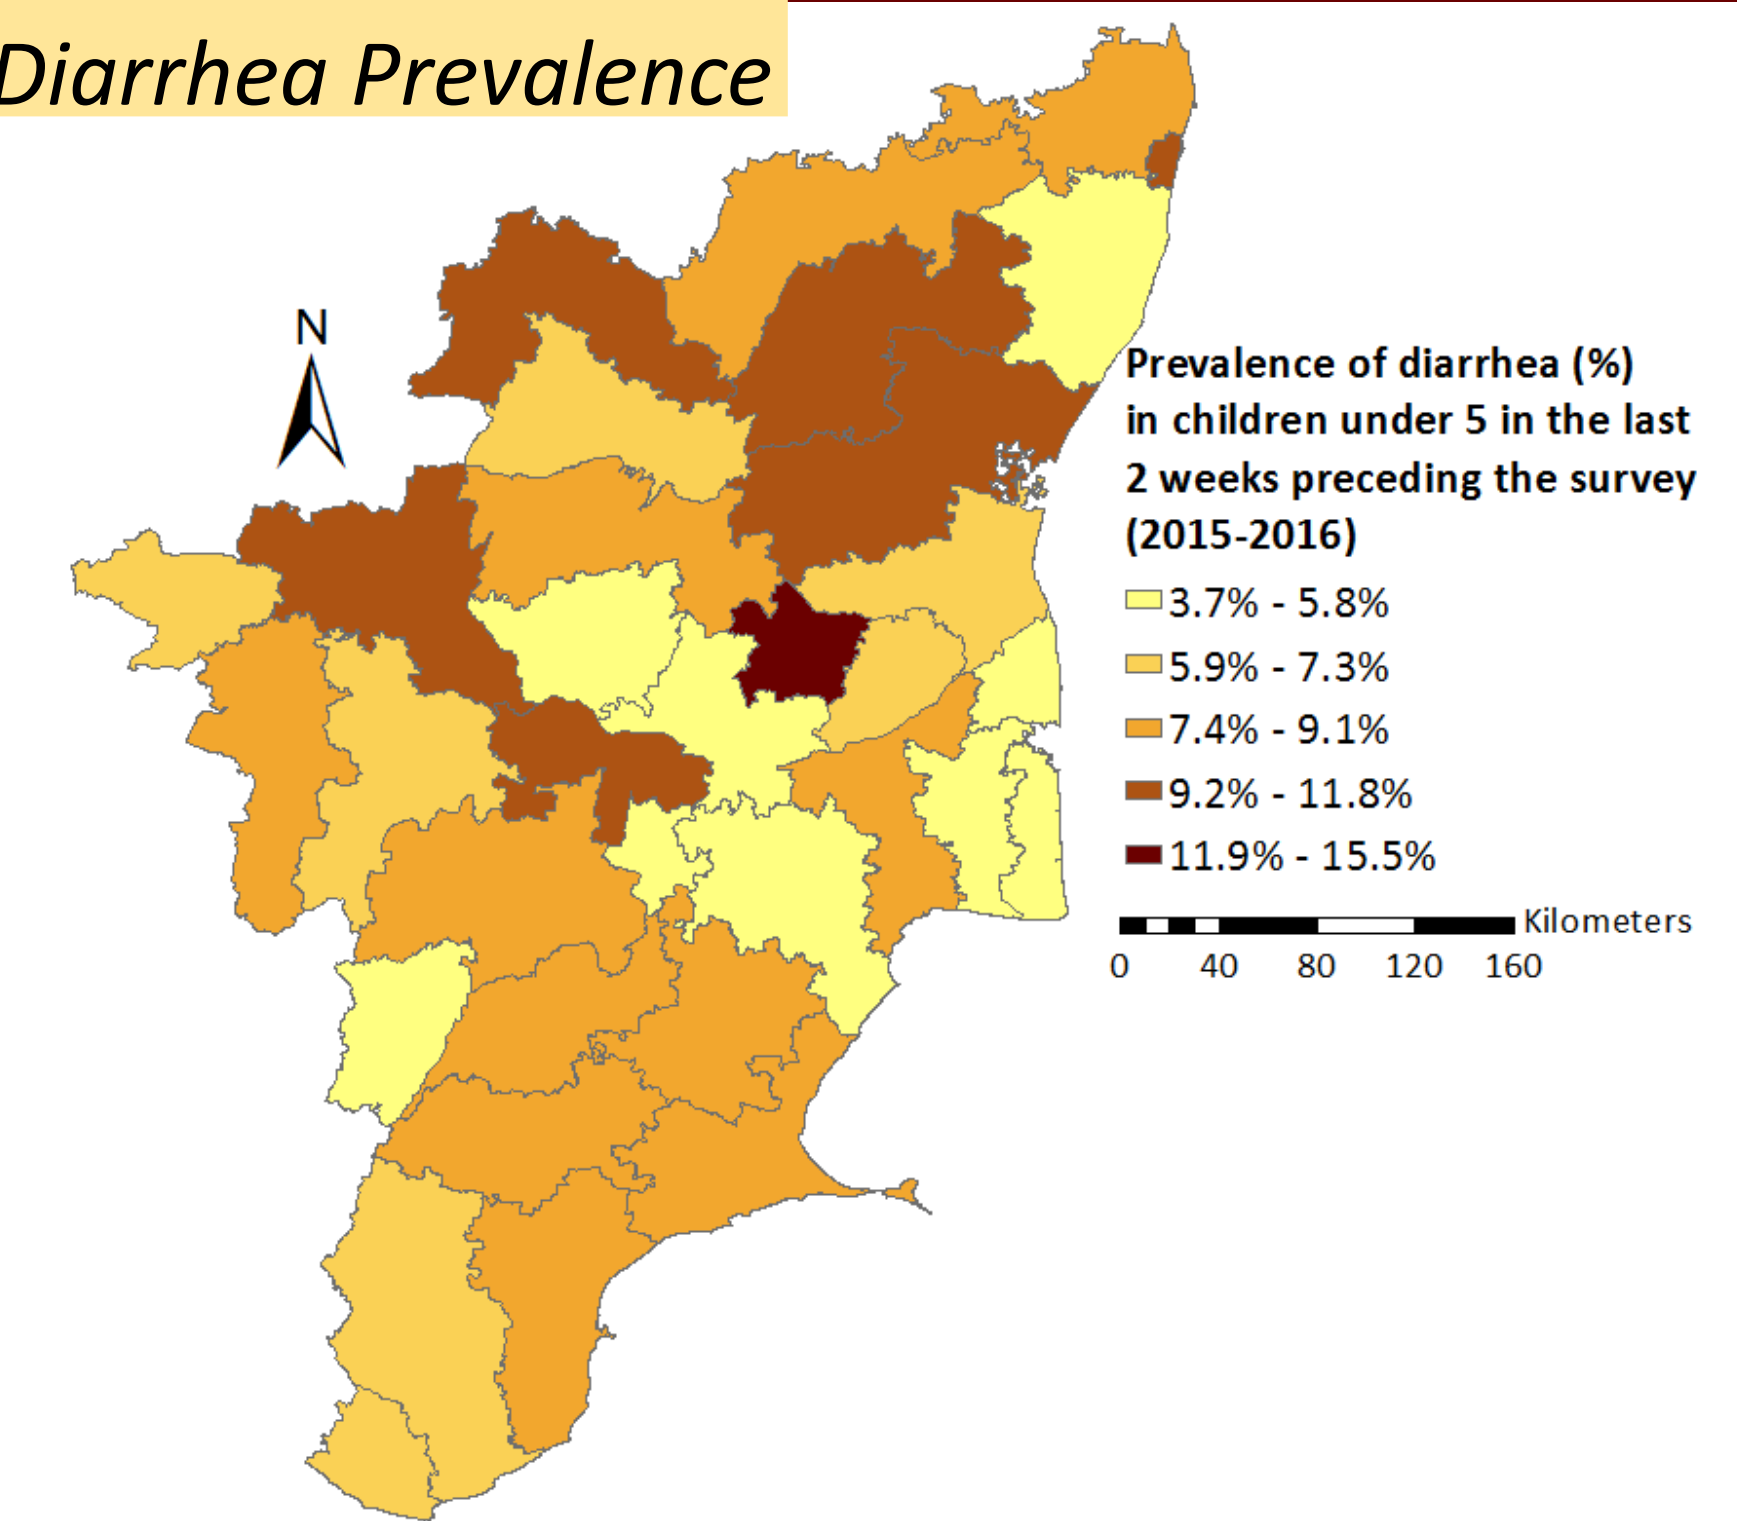 Diarrhea Prevalence
N
Prevalence of diarrhea (%)
in children under 5 in the last
2 weeks preceding the survey
(2015-2016)
3.7% - 5.8%
5.9% - 7.3%
7.4% - 9.1%
9.2% - 11.8%
11.9% - 15.5%
Kilometers
0 40 80 120 160